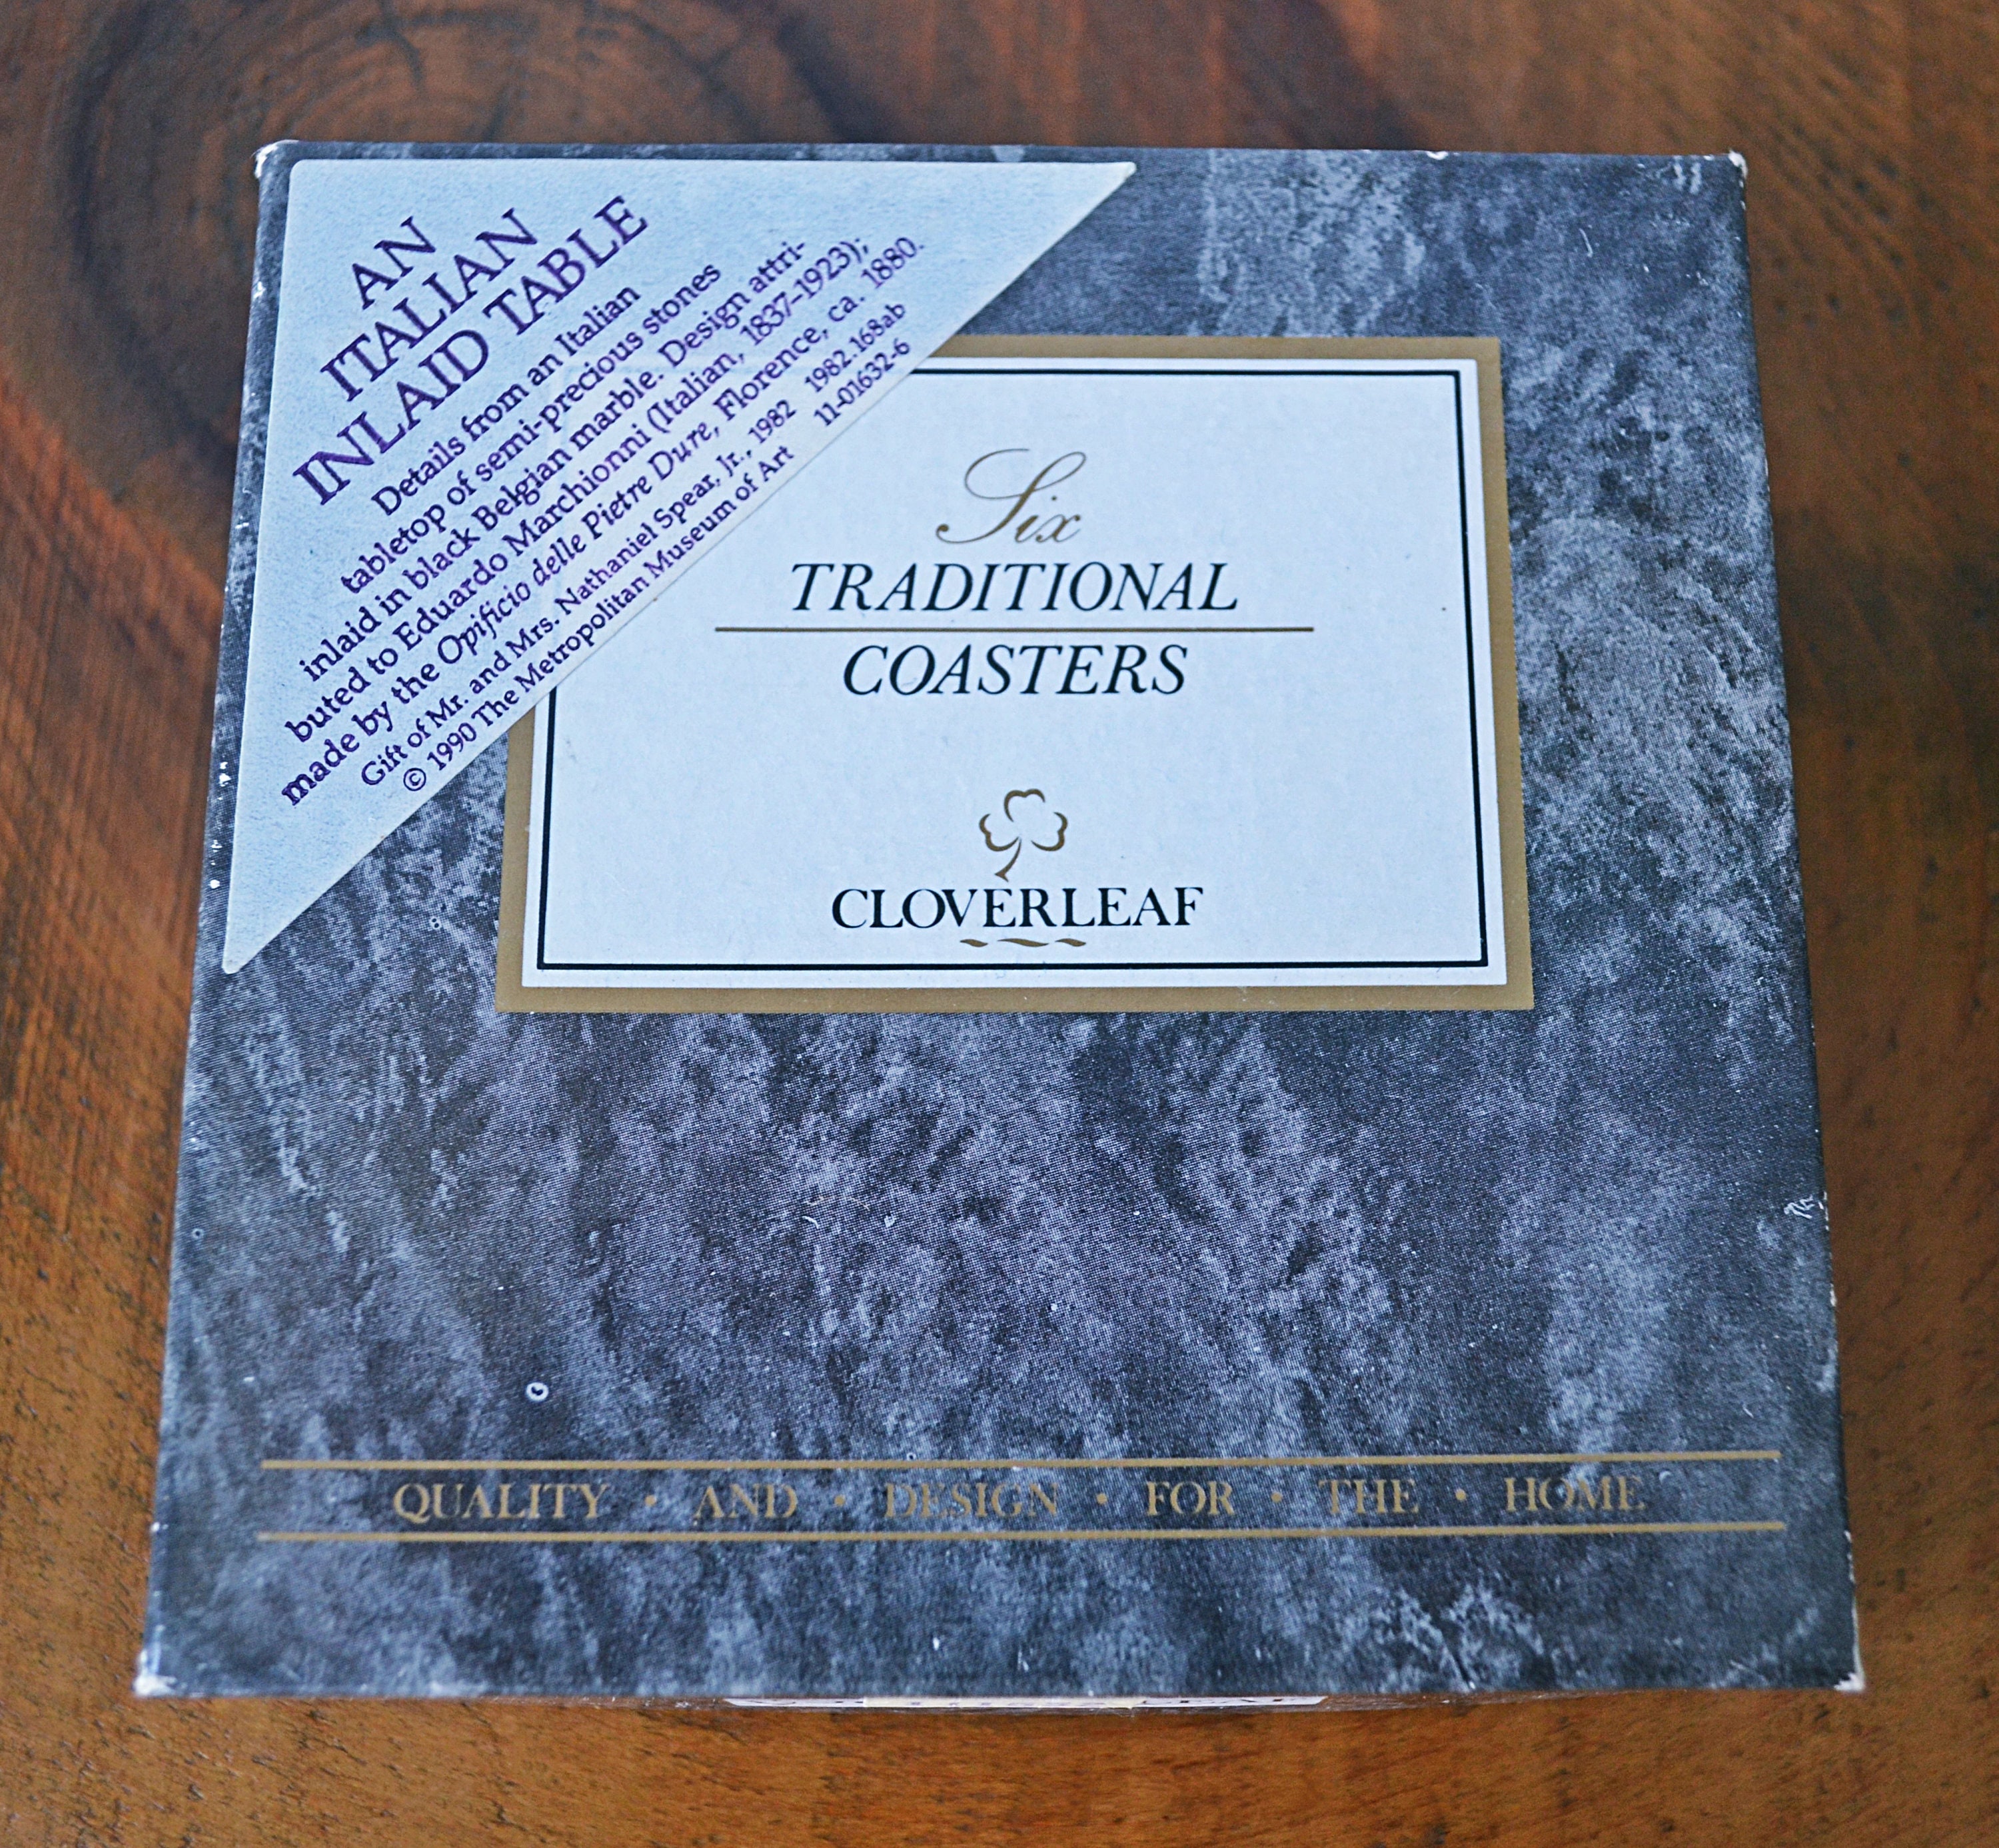 AN
ITALIAN
INLAID TABLE
Details from an Italian
tabletop of semi-precious stones
inlaid in black Belgian marble. Design attri-
buted to Eduardo Marchionni (Italian, 1837–1923);
made by the Opificio delle Pietre Dure, Florence, ca. 1880.
Gift of Mr. and Mrs. Nathaniel Spear, Jr., 1982 1982.168ab
© 1990 The Metropolitan Museum of Art 11-01632-6
Six
TRADITIONAL
COASTERS
CLOVERLEAF
QUALITY • AND • DESIGN • FOR • THE • HOME